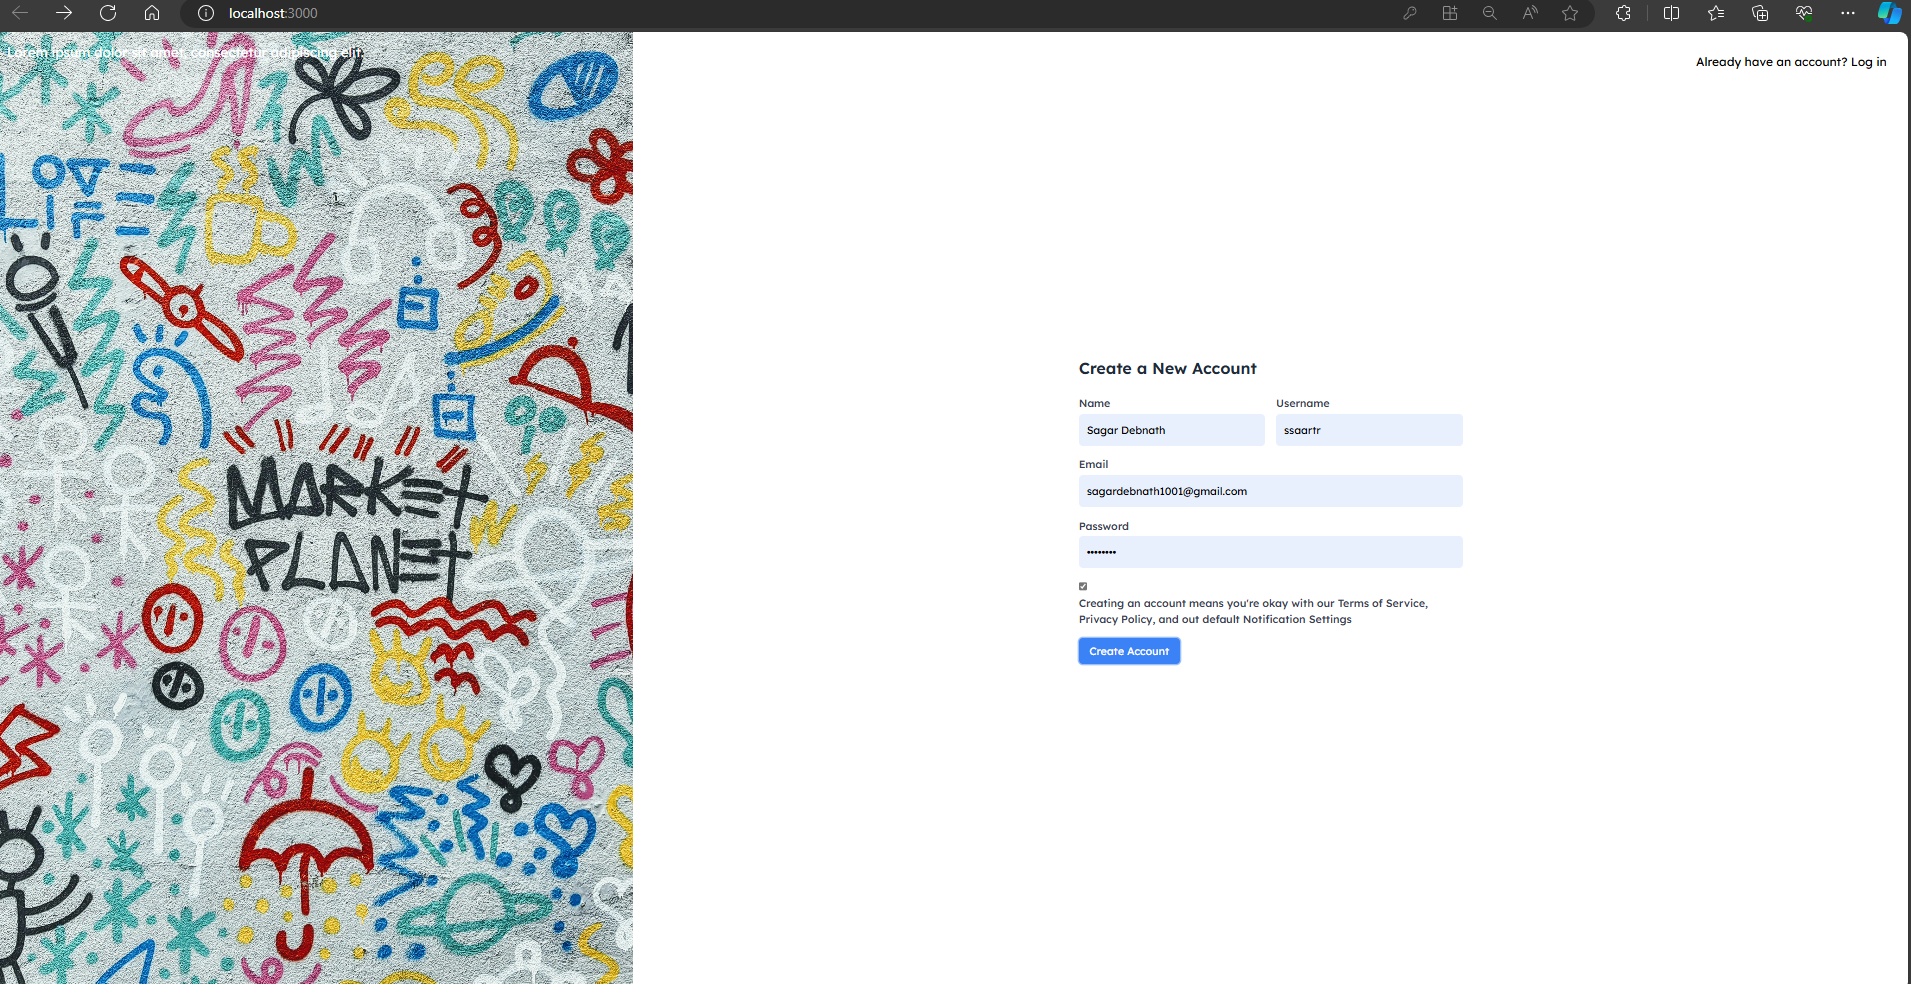 localhost:3000
Lorem ipsum dolor sit amet, consectetur adipiscing elit.
Already have an account? Log in
LOVE
LIFE
MARKET
PLANET
Create a New Account
Name
Username
Sagar Debnath
ssaartr
Email
sagardebnath1001@gmail.com
Password
••••••••
Creating an account means you're okay with our Terms of Service,
Privacy Policy, and out default Notification Settings
Create Account